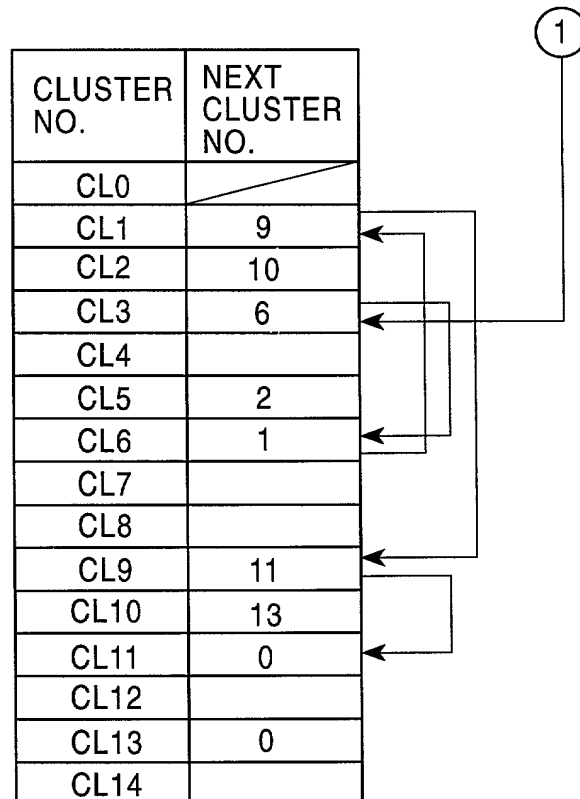 1
CLUSTER NO. NEXT CLUSTER NO.
CL0
CL1 9
CL2 10
CL3 6
CL4
CL5 2
CL6 1
CL7
CL8
CL9 11
CL10 13
CL11 0
CL12
CL13 0
CL14